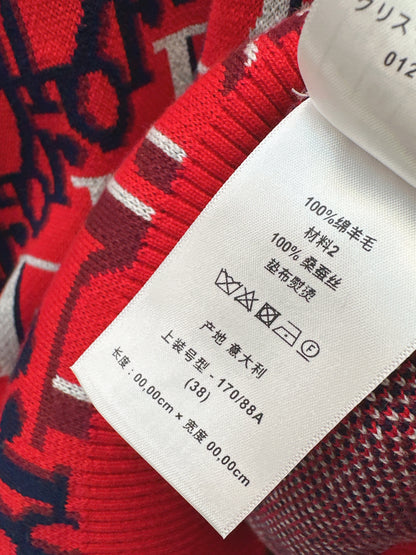 クリス
012
100%绵羊毛
材料2
100% 桑蚕丝
垫布熨烫
F
产地 意大利
上装号型 - 170/88A
(38)
长度：00,00cm × 宽度 00,00cm